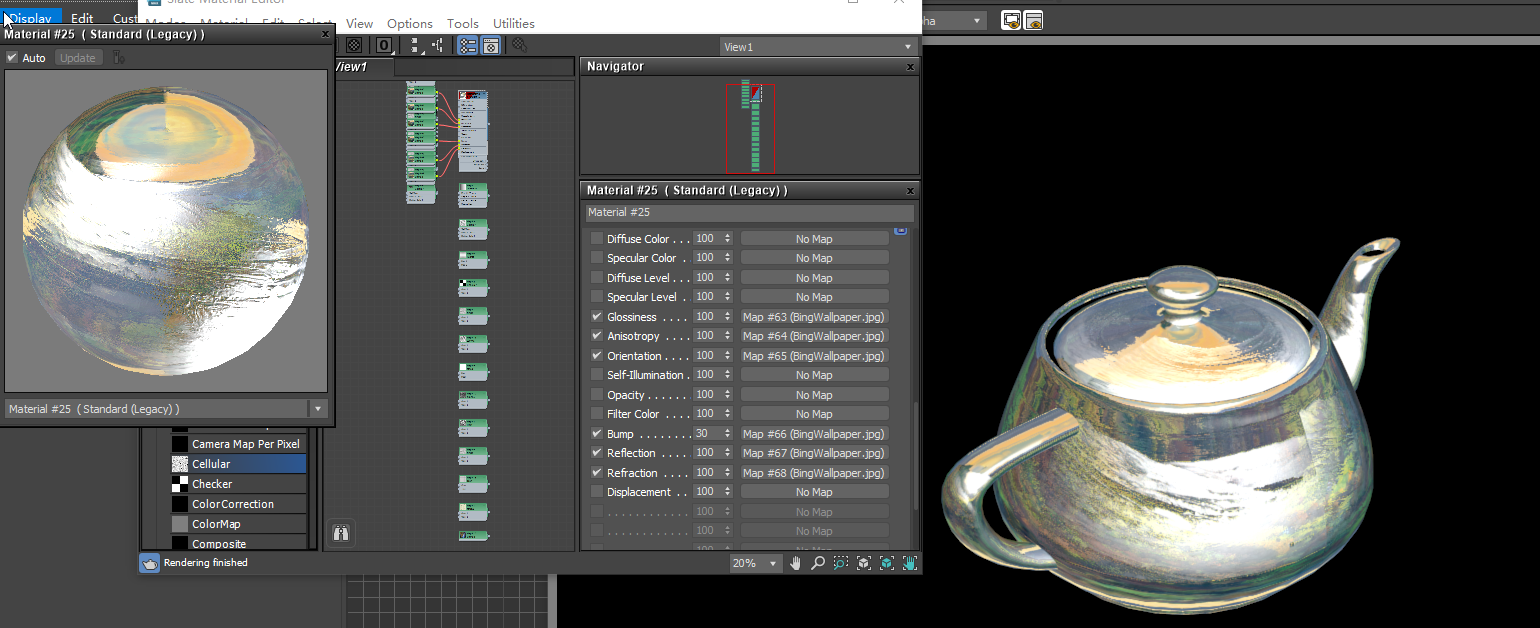 Slate Material Editor
Display Edit Cust
Modes Material Edit Select View Options Tools Utilities
Material #25 ( Standard (Legacy) )
x
Auto Update
0
View1
View1
Navigator
x
Material #25 ( Standard (Legacy) )
x
Material #25
Diffuse Color . . . 100 No Map
Specular Color . 100 No Map
Diffuse Level . . . 100 No Map
Specular Level . 100 No Map
Glossiness . . . . 100 Map #63 (BingWallpaper.jpg)
Anisotropy . . . . 100 Map #64 (BingWallpaper.jpg)
Orientation . . . . 100 Map #65 (BingWallpaper.jpg)
Self-Illumination . 100 No Map
Opacity . . . . . . 100 No Map
Filter Color . . . . 100 No Map
Bump . . . . . . . . 30 Map #66 (BingWallpaper.jpg)
Reflection . . . . 100 Map #67 (BingWallpaper.jpg)
Refraction . . . . 100 Map #68 (BingWallpaper.jpg)
Displacement . . 100 No Map
. . . . . . . . . . . . 100 No Map
. . . . . . . . . . . . 100 No Map
100 No Map
Material #25 ( Standard (Legacy) )
Camera Map Per Pixel
Cellular
Checker
ColorCorrection
ColorMap
Composite
Rendering finished
20%